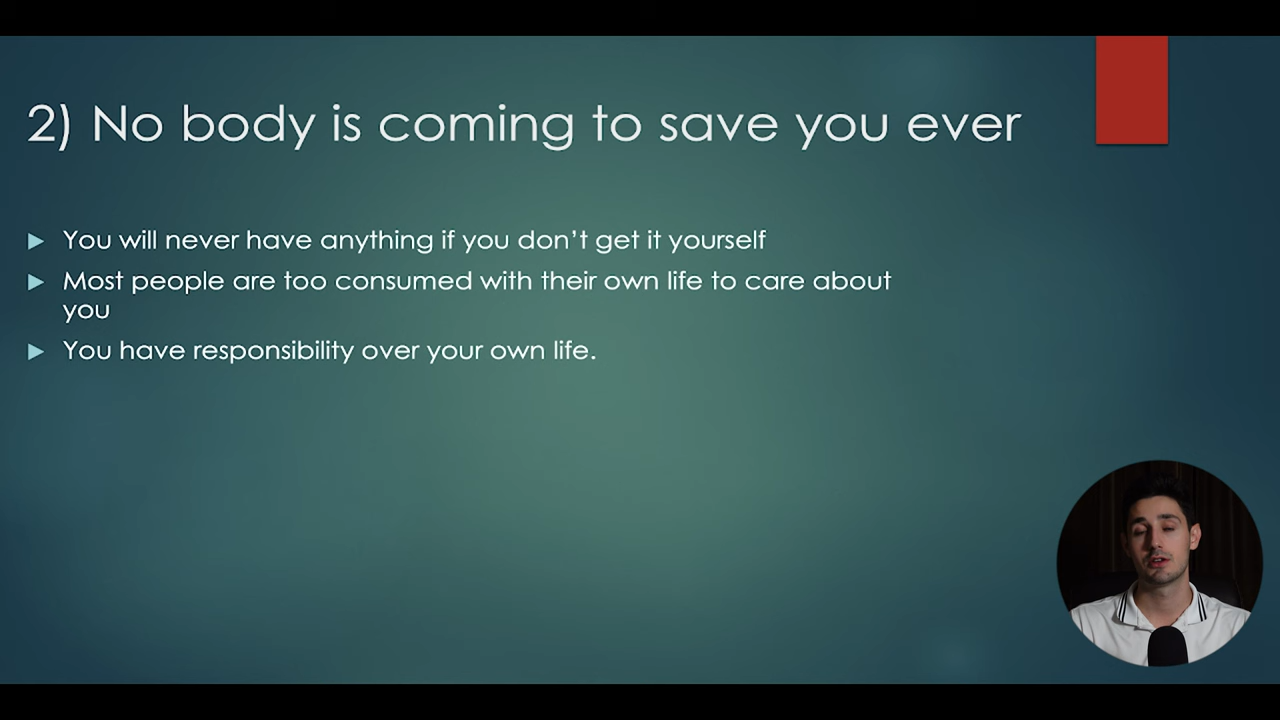 2) No body is coming to save you ever
You will never have anything if you don’t get it yourself
Most people are too consumed with their own life to care about
you
You have responsibility over your own life.